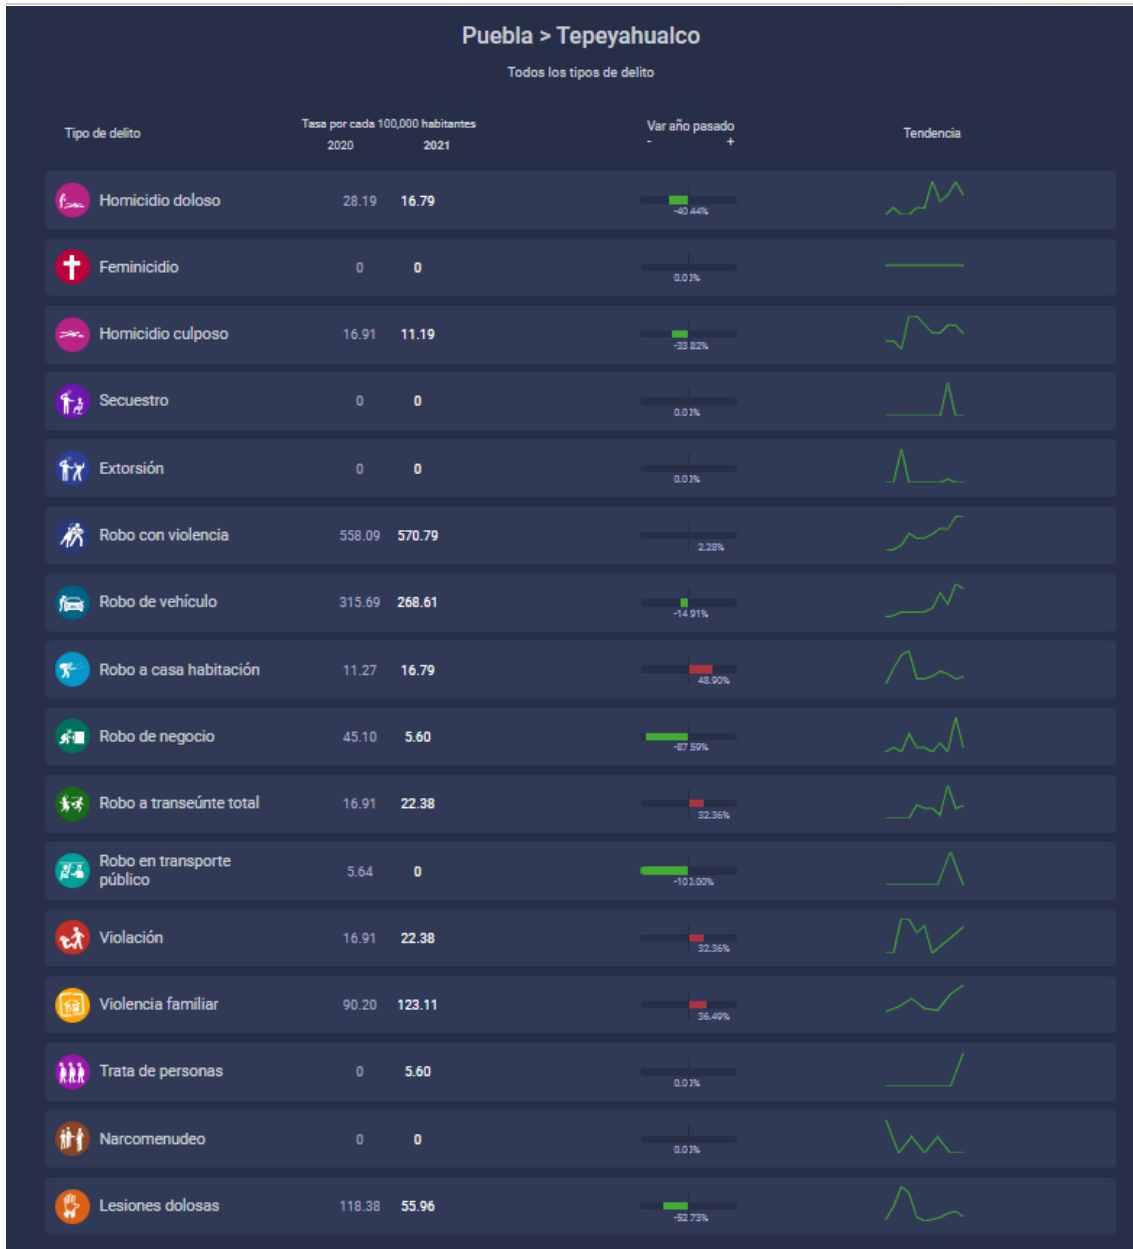 Puebla > Tepeyahualco
Todos los tipos de delito
Tipo de delito Tasa por cada 100,000 habitantes Var año pasado Tendencia
2020 2021 - +
Homicidio doloso 28.19 16.79 -40.44%
Feminicidio 0 0 0.00%
Homicidio culposo 16.91 11.19 -33.82%
Secuestro 0 0 0.00%
Extorsión 0 0 0.00%
Robo con violencia 558.09 570.79 2.28%
Robo de vehículo 315.69 268.61 -14.91%
Robo a casa habitación 11.27 16.79 48.90%
Robo de negocio 45.10 5.60 -87.59%
Robo a transeúnte total 16.91 22.38 32.36%
Robo en transporte
público 5.64 0 -100.00%
Violación 16.91 22.38 32.36%
Violencia familiar 90.20 123.11 36.49%
Trata de personas 0 5.60 0.00%
Narcomenudeo 0 0 0.00%
Lesiones dolosas 118.38 55.96 -52.73%